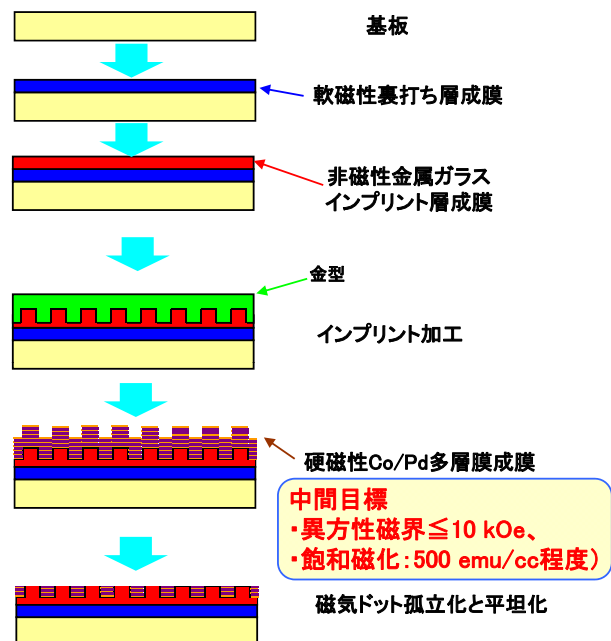 基板
軟磁性裏打ち層成膜
非磁性金属ガラス
インプリント層成膜
金型
インプリント加工
硬磁性Co/Pd多層膜成膜
中間目標
・異方性磁界≦10 kOe、
・飽和磁化:500 emu/cc程度)
磁気ドット孤立化と平坦化